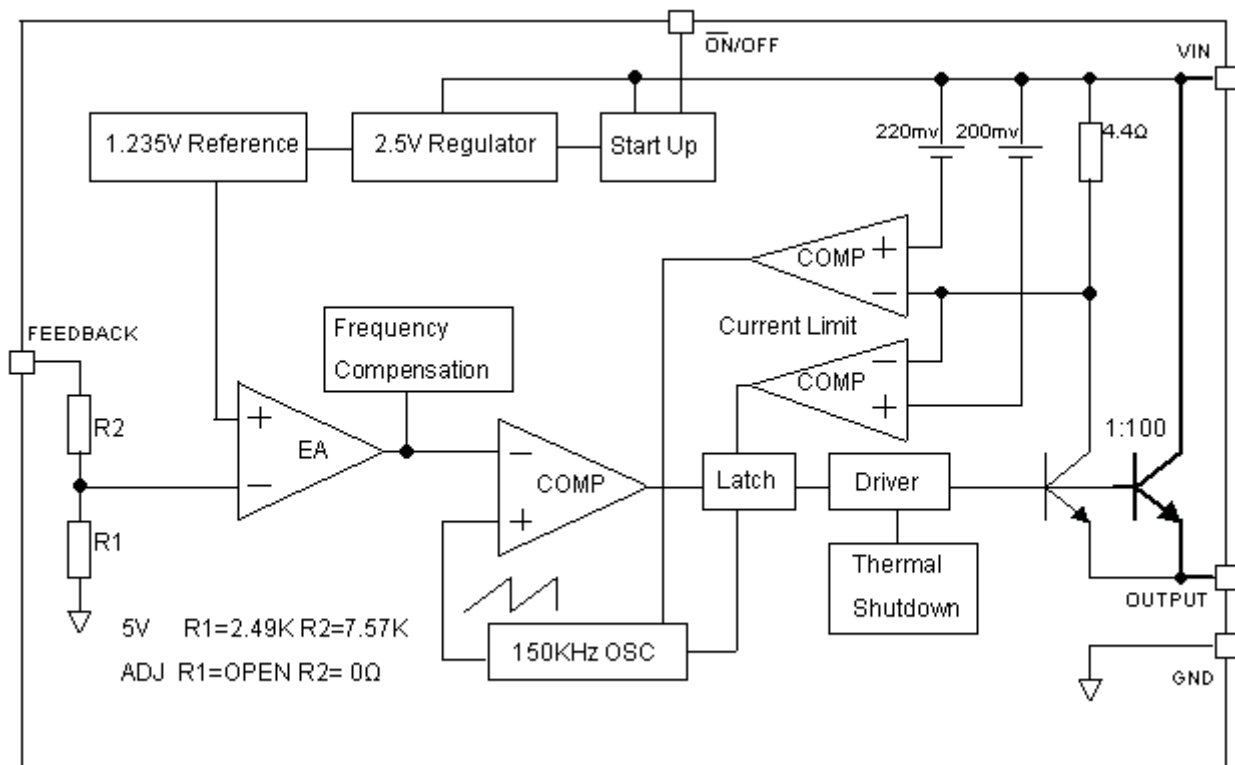 O̅N̅/OFF
VIN
1.235V Reference
2.5V Regulator
Start Up
220mv
200mv
4.4Ω
+
COMP
−
Current Limit
−
COMP
+
FEEDBACK
Frequency
Compensation
R2
+
EA
−
R1
−
COMP
+
Latch
Driver
1:100
Thermal
Shutdown
OUTPUT
GND
150KHz OSC
5V R1=2.49K R2=7.57K
ADJ R1=OPEN R2= 0Ω